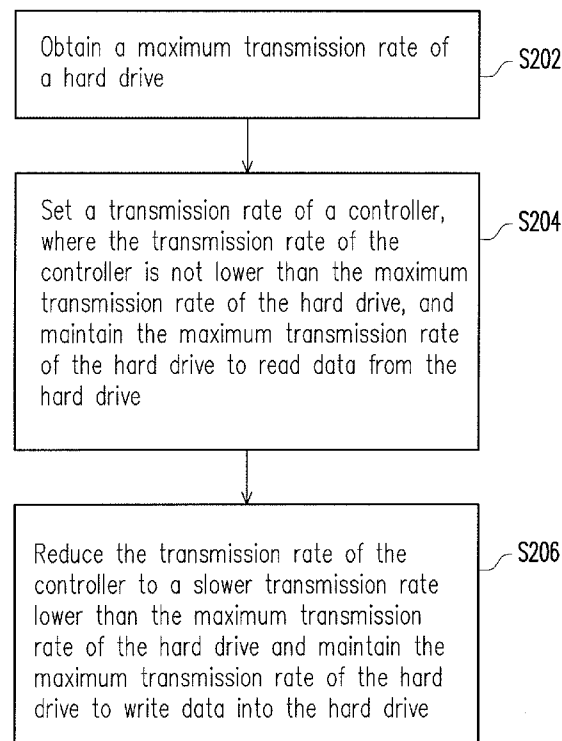 Obtain a maximum transmission rate of
a hard drive
S202
Set a transmission rate of a controller,
where the transmission rate of the
controller is not lower than the maximum
transmission rate of the hard drive, and
maintain the maximum transmission rate
of the hard drive to read data from the
hard drive
S204
Reduce the transmission rate of the
controller to a slower transmission rate
lower than the maximum transmission
rate of the hard drive and maintain the
maximum transmission rate of the hard
drive to write data into the hard drive
S206